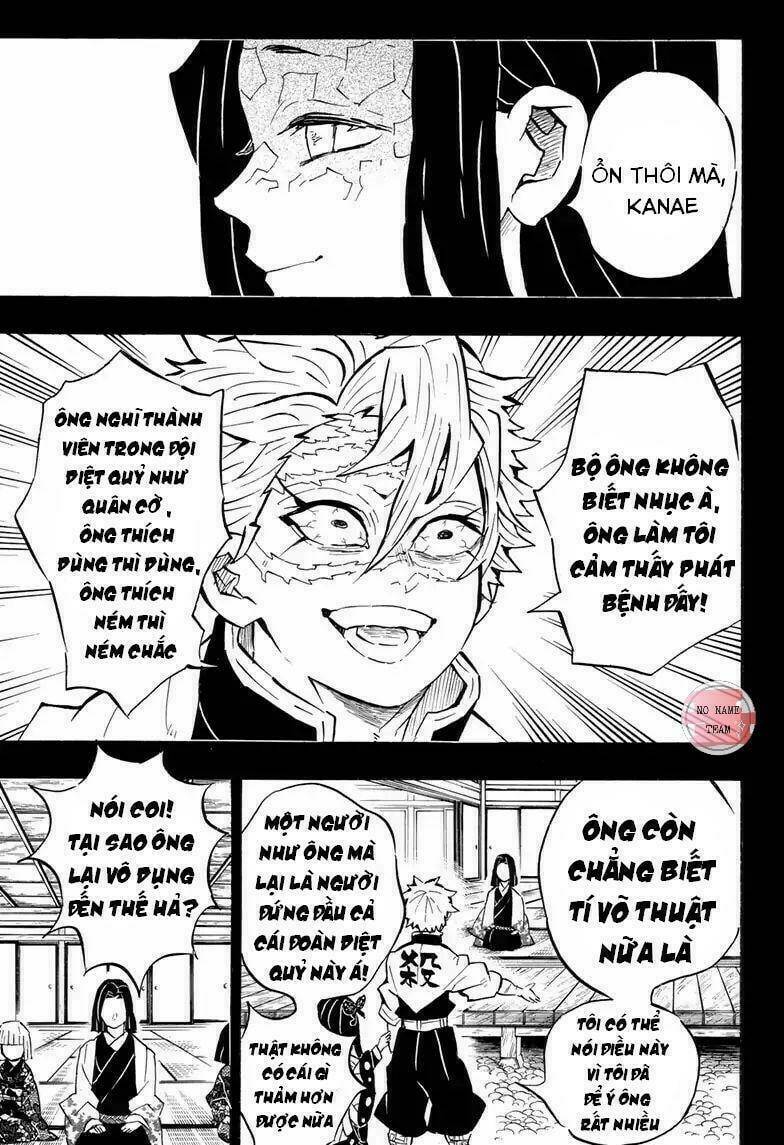 ỔN THÔI MÀ,
KANAE
BỘ ÔNG KHÔNG
BIẾT NHỤC À,
ÔNG LÀM TÔI
CẢM THẤY PHÁT
BỆNH ĐẤY!
ÔNG NGHĨ THÀNH
VIÊN TRONG ĐỘI
DIỆT QUỶ NHƯ
QUÂN CỜ,
ÔNG THÍCH
DÙNG THÌ DÙNG,
ÔNG THÍCH
NÉM THÌ
NÉM CHẮC
NO NAME
TEAM
ÔNG CÒN
CHẲNG BIẾT
TÍ VÕ THUẬT
NỮA LÀ
TÔI CÓ THỂ
NÓI ĐIỀU NÀY
VÌ TÔI ĐÃ
ĐỂ Ý ÔNG
RẤT NHIỀU
MỘT NGƯỜI
NHƯ ÔNG MÀ
LẠI LÀ NGƯỜI
ĐỨNG ĐẦU CẢ
CÁI ĐOÀN DIỆT
QUỶ NÀY Á!
THẬT KHÔNG
CÓ CÁI GÌ
THẢM HƠN
ĐƯỢC NỮA
殺
NÓI COI!
TẠI SAO ÔNG
LẠI VÔ DỤNG
ĐẾN THẾ HẢ?